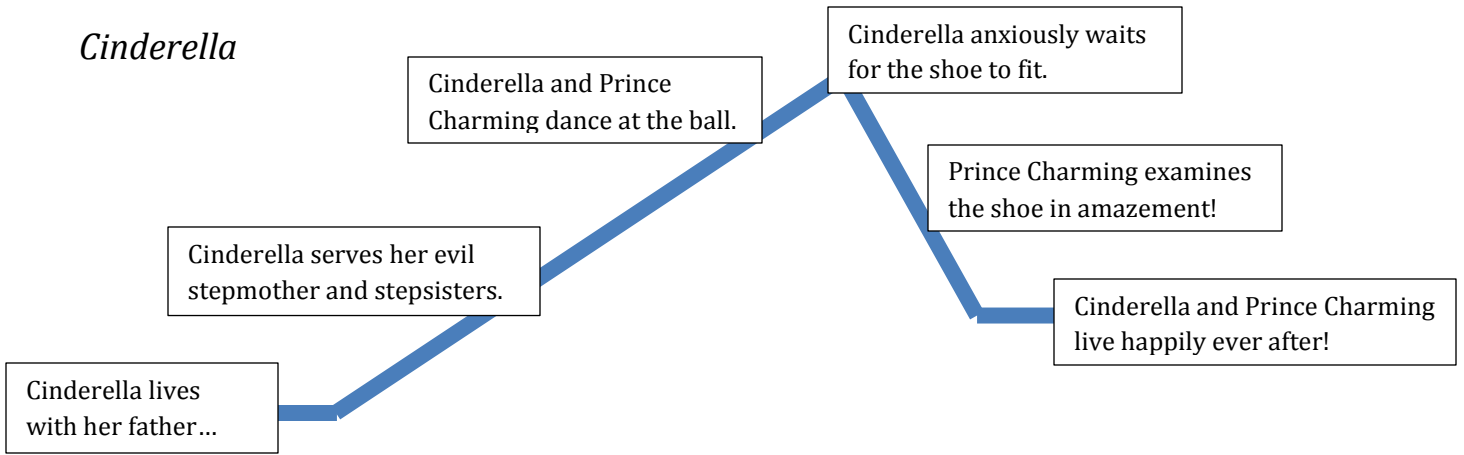 Cinderella
Cinderella anxiously waits
for the shoe to fit.
Cinderella and Prince
Charming dance at the ball.
Prince Charming examines
the shoe in amazement!
Cinderella serves her evil
stepmother and stepsisters.
Cinderella and Prince Charming
live happily ever after!
Cinderella lives
with her father…